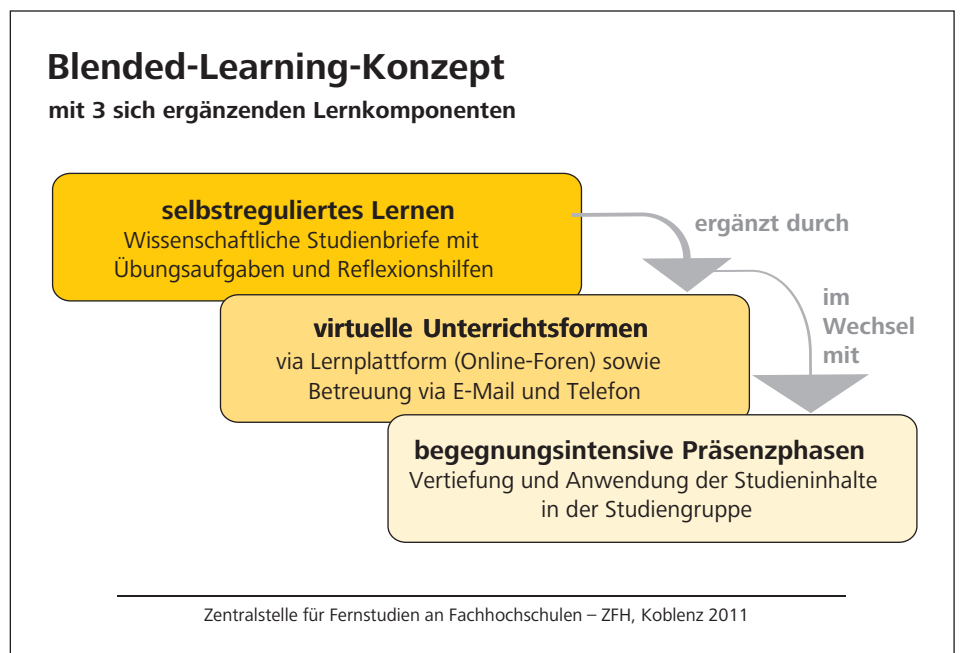 Blended-Learning-Konzept
mit 3 sich ergänzenden Lernkomponenten
selbstreguliertes Lernen
Wissenschaftliche Studienbriefe mit
Übungsaufgaben und Reflexionshilfen
ergänzt durch
virtuelle Unterrichtsformen
via Lernplattform (Online-Foren) sowie
Betreuung via E-Mail und Telefon
im
Wechsel
mit
begegnungsintensive Präsenzphasen
Vertiefung und Anwendung der Studieninhalte
in der Studiengruppe
Zentralstelle für Fernstudien an Fachhochschulen – ZFH, Koblenz 2011